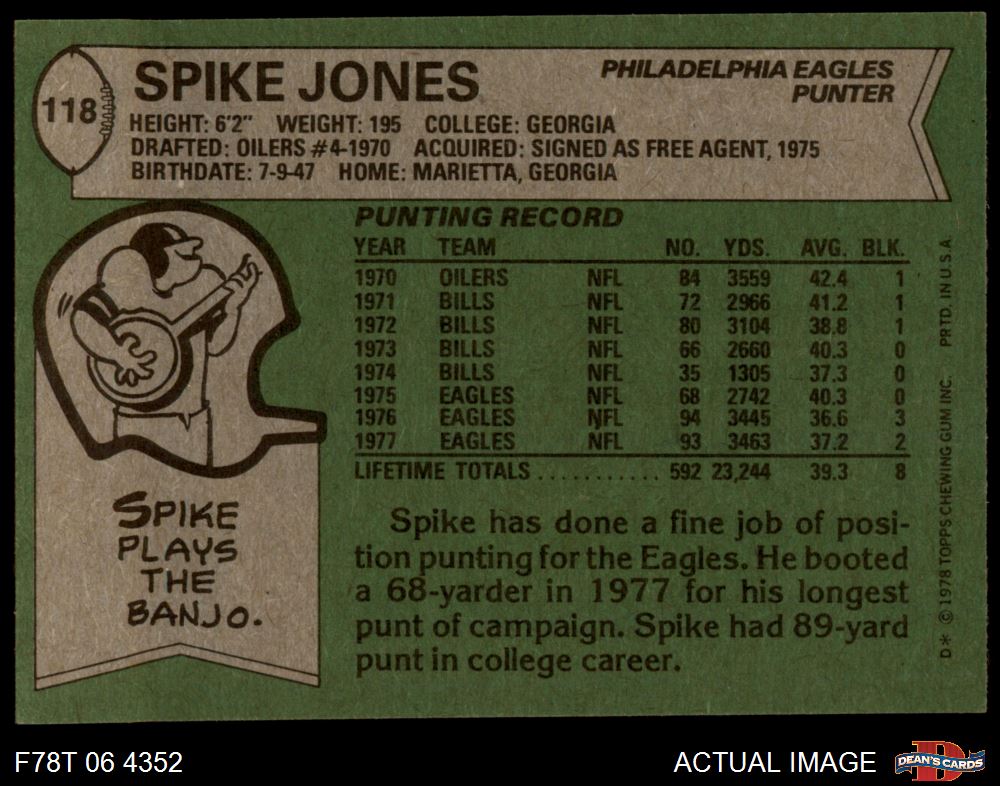 118
SPIKE JONES
PHILADELPHIA EAGLES
PUNTER
HEIGHT: 6'2" WEIGHT: 195 COLLEGE: GEORGIA
DRAFTED: OILERS #4-1970 ACQUIRED: SIGNED AS FREE AGENT, 1975
BIRTHDATE: 7-9-47 HOME: MARIETTA, GEORGIA
PUNTING RECORD
YEAR TEAM NO. YDS. AVG. BLK.
1970 OILERS NFL 84 3559 42.4 1
1971 BILLS NFL 72 2966 41.2 1
1972 BILLS NFL 80 3104 38.8 1
1973 BILLS NFL 66 2660 40.3 0
1974 BILLS NFL 35 1305 37.3 0
1975 EAGLES NFL 68 2742 40.3 0
1976 EAGLES NFL 94 3445 36.6 3
1977 EAGLES NFL 93 3463 37.2 2
LIFETIME TOTALS ........... 592 23,244 39.3 8
SPIKE
PLAYS
THE
BANJO.
Spike has done a fine job of posi-
tion punting for the Eagles. He booted
a 68-yarder in 1977 for his longest
punt of campaign. Spike had 89-yard
punt in college career.
D* © 1978 TOPPS CHEWING GUM INC. PRTD. IN U.S.A.
F78T 06 4352
ACTUAL IMAGE
D
DEAN'S CARDS